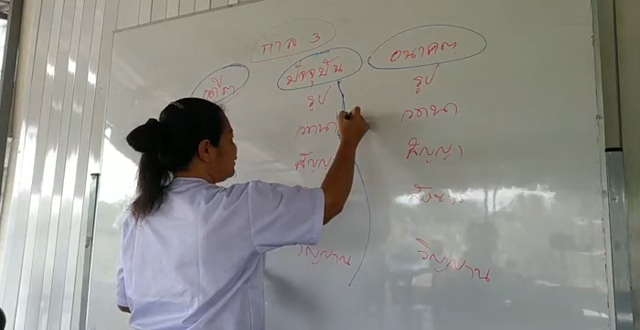 กาล 3
อดีต ปัจจุบัน อนาคต
รูป รูป
เวทนา เวทนา
สัญญา สัญญา
วิญญาณ วิญญาณ